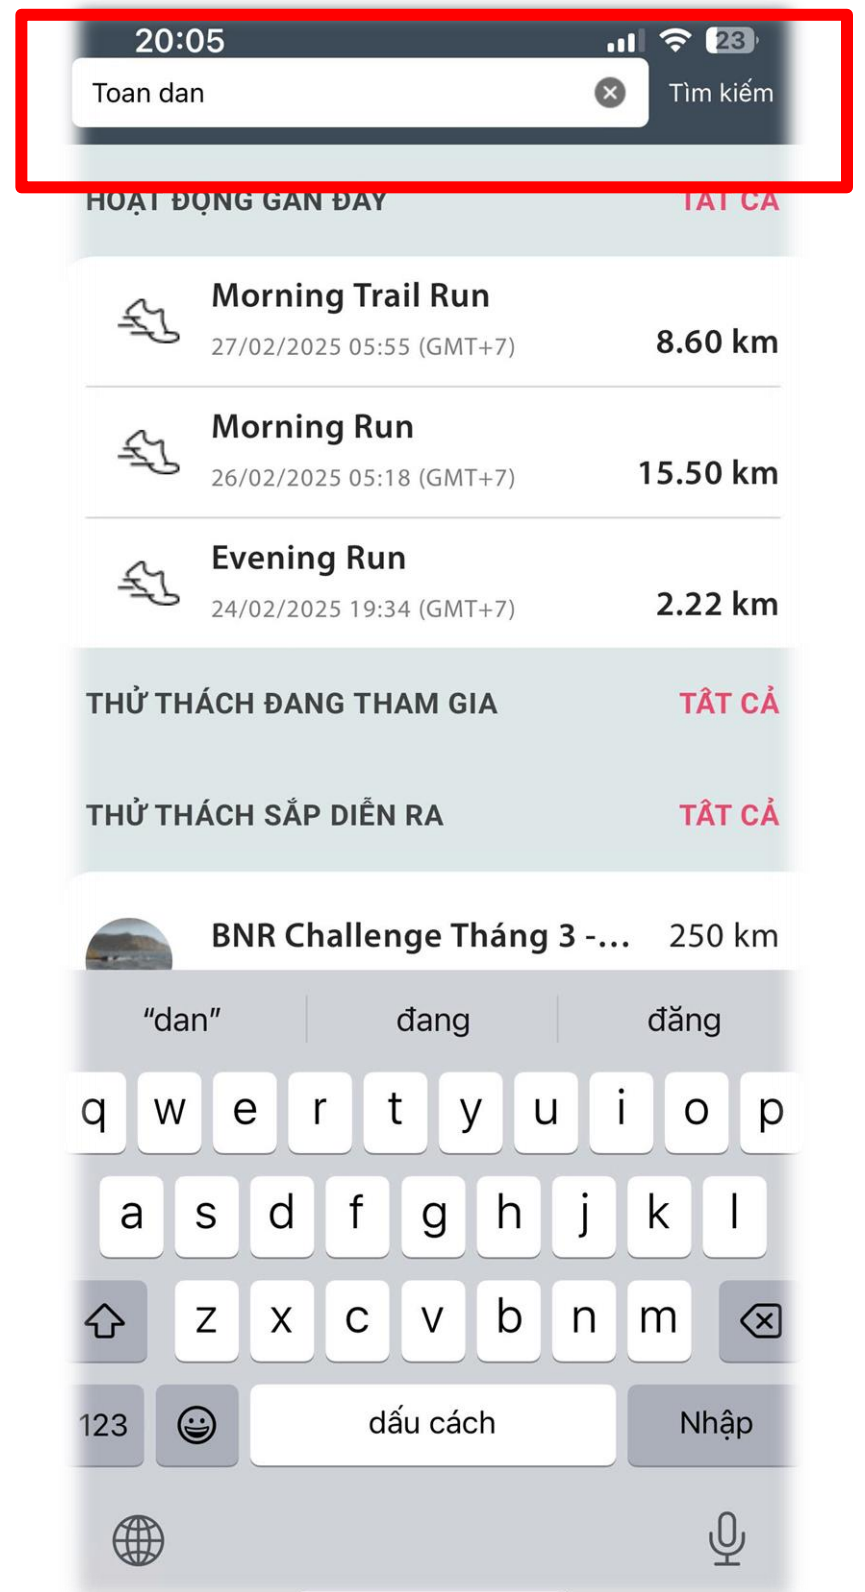 20:05
23
Toan dan
Tìm kiếm
HOẠT ĐỘNG GẦN ĐÂY
TẤT CẢ
Morning Trail Run
27/02/2025 05:55 (GMT+7)
8.60 km
Morning Run
26/02/2025 05:18 (GMT+7)
15.50 km
Evening Run
24/02/2025 19:34 (GMT+7)
2.22 km
THỬ THÁCH ĐANG THAM GIA
TẤT CẢ
THỬ THÁCH SẮP DIỄN RA
TẤT CẢ
BNR Challenge Tháng 3 -...
250 km
“dan” đang đăng
q w e r t y u i o p
a s d f g h j k l
z x c v b n m
123 dấu cách Nhập